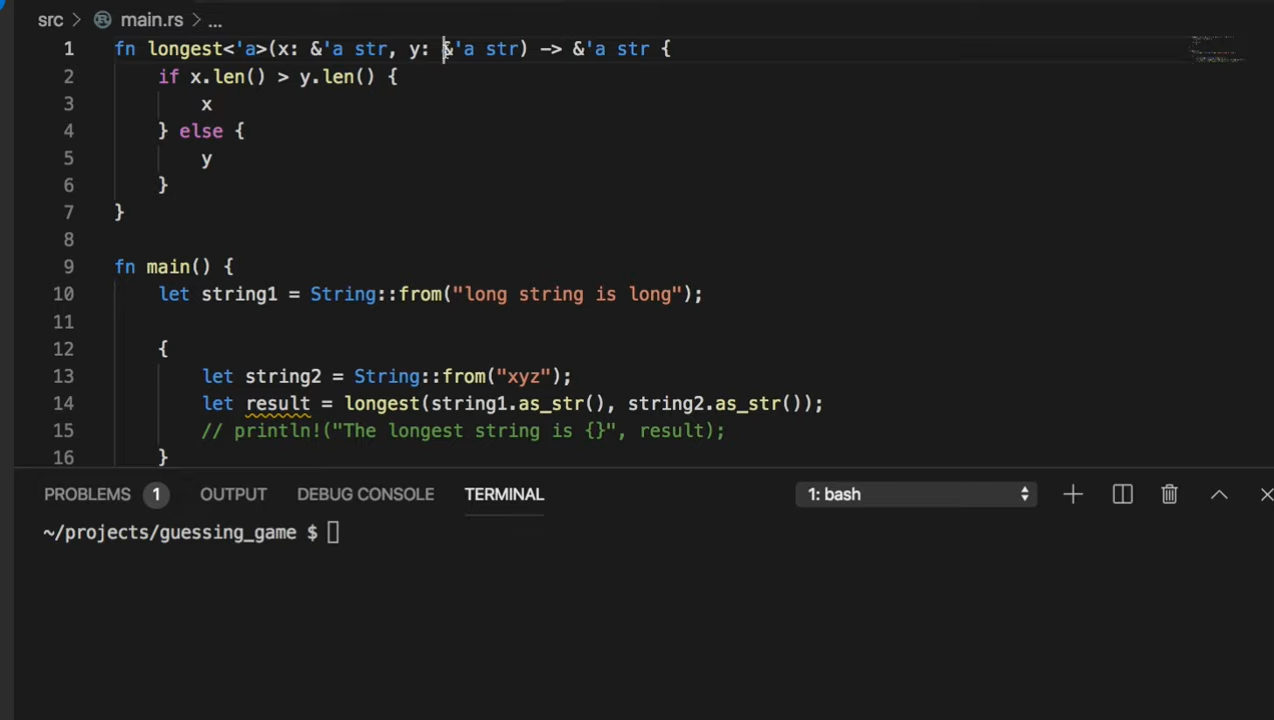 src > main.rs > ...
1 fn longest<'a>(x: &'a str, y: &'a str) -> &'a str {
2 if x.len() > y.len() {
3 x
4 } else {
5 y
6 }
7 }
8
9 fn main() {
10 let string1 = String::from("long string is long");
11
12 {
13 let string2 = String::from("xyz");
14 let result = longest(string1.as_str(), string2.as_str());
15 // println!("The longest string is {}", result);
16 }
PROBLEMS 1 OUTPUT DEBUG CONSOLE TERMINAL 1: bash
~/projects/guessing_game $